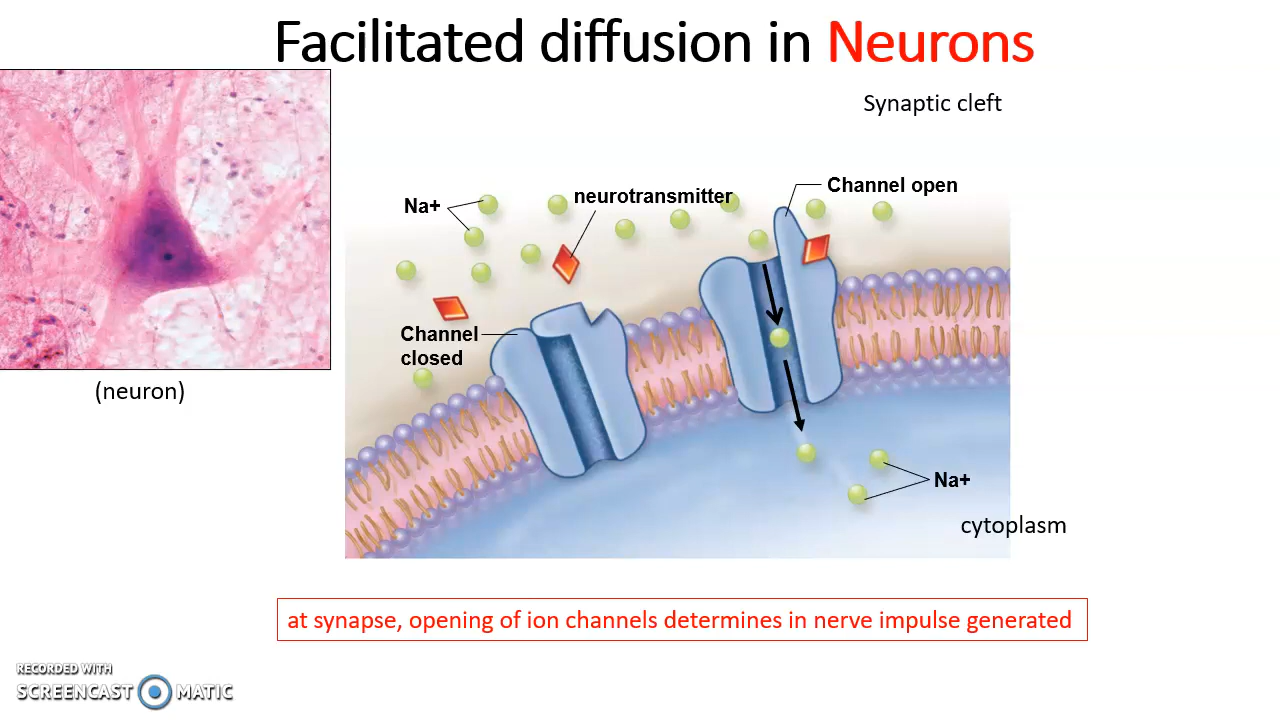 Facilitated diffusion in Neurons
Synaptic cleft
Na+
neurotransmitter
Channel open
Channel
closed
(neuron)
Na+
cytoplasm
at synapse, opening of ion channels determines in nerve impulse generated
RECORDED WITH
SCREENCAST MATIC